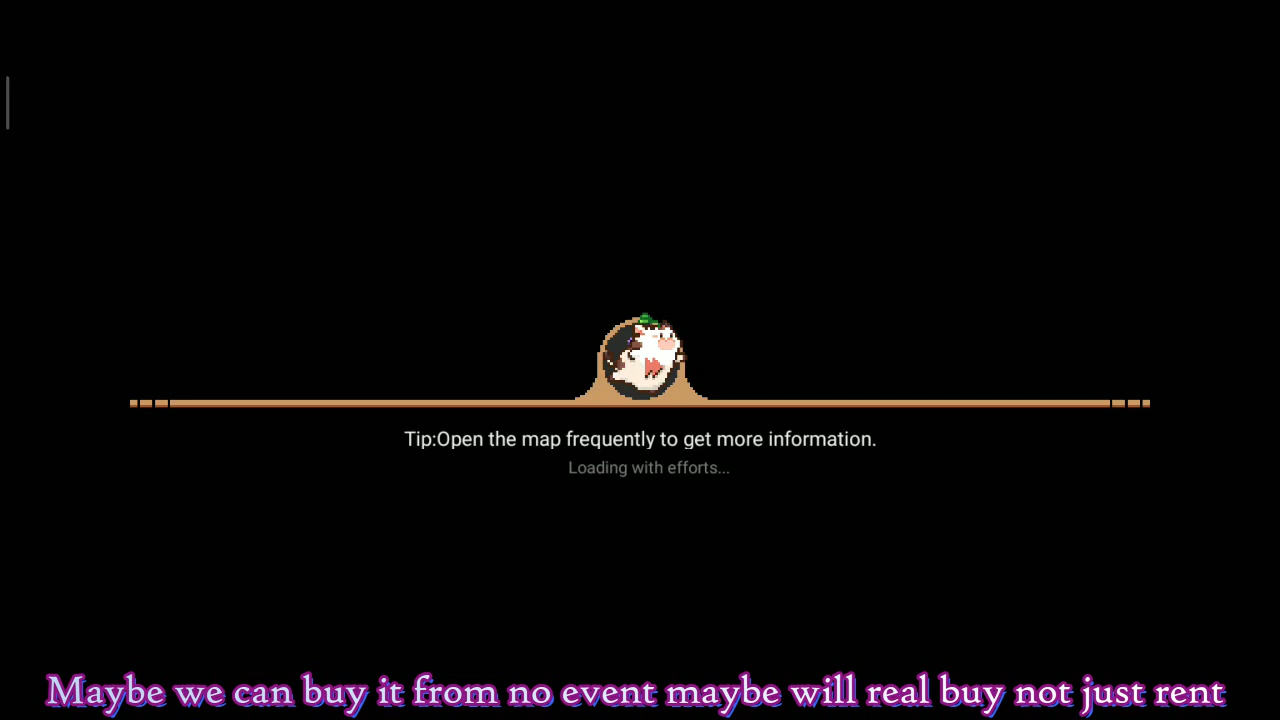 Tip:Open the map frequently to get more information.
Loading with efforts...
Maybe we can buy it from no event maybe will real buy not just rent